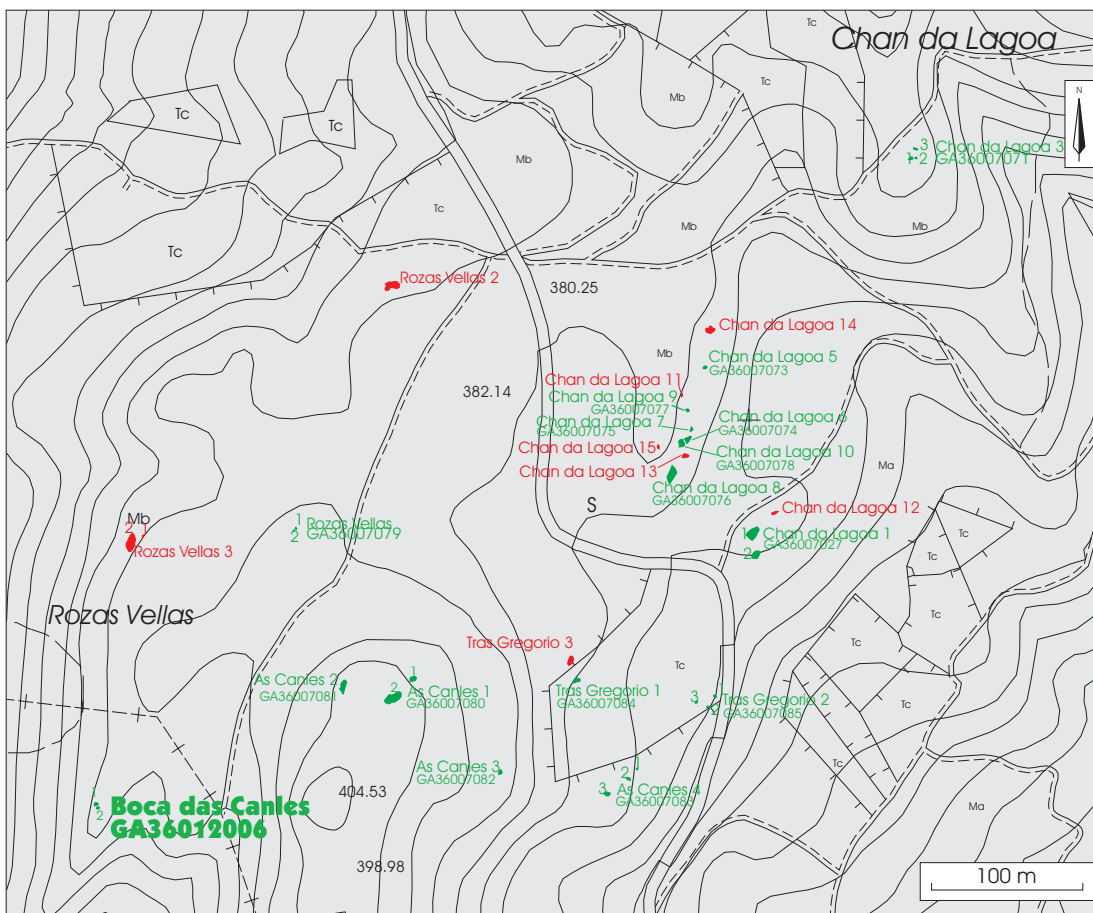 Chan da Lagoa
Tc
Tc
Mb
N
Tc
Tc
Mb
3 Chan da Lagoa 3
1 2 GA36007071
Tc
Mb
Mb
Tc
Rozas Vellas 2
380.25
Chan da Lagoa 14
Mb
Chan da Lagoa 5
GA36007073
Chan da Lagoa 11
382.14
Chan da Lagoa 9
GA36007077
Chan da Lagoa 6
GA36007074
Chan da Lagoa 7
GA36007075
Chan da Lagoa 15
Chan da Lagoa 10
GA36007078
Chan da Lagoa 13
Ma
Chan da Lagoa 8
GA36007076
S
Chan da Lagoa 12
Tc
Mb
2 1
Rozas Vellas 3
1 Rozas Vellas
2 GA36007079
1 Chan da Lagoa 1
GA36007027
2
Tc
Tc
Rozas Vellas
Tc
Tras Gregorio 3
Tc
Tc
As Canles 2
GA36007081
1
2 As Canles 1
GA36007080
Tras Gregorio 1
GA36007084
3 1 Tras Gregorio 2
2 GA36007085
Tc
As Canles 3
GA36007082
1
2
Tc
3 As Canles 4
GA36007083
404.53
1 Boca das Canles
2 GA36012006
Ma
398.98
100 m